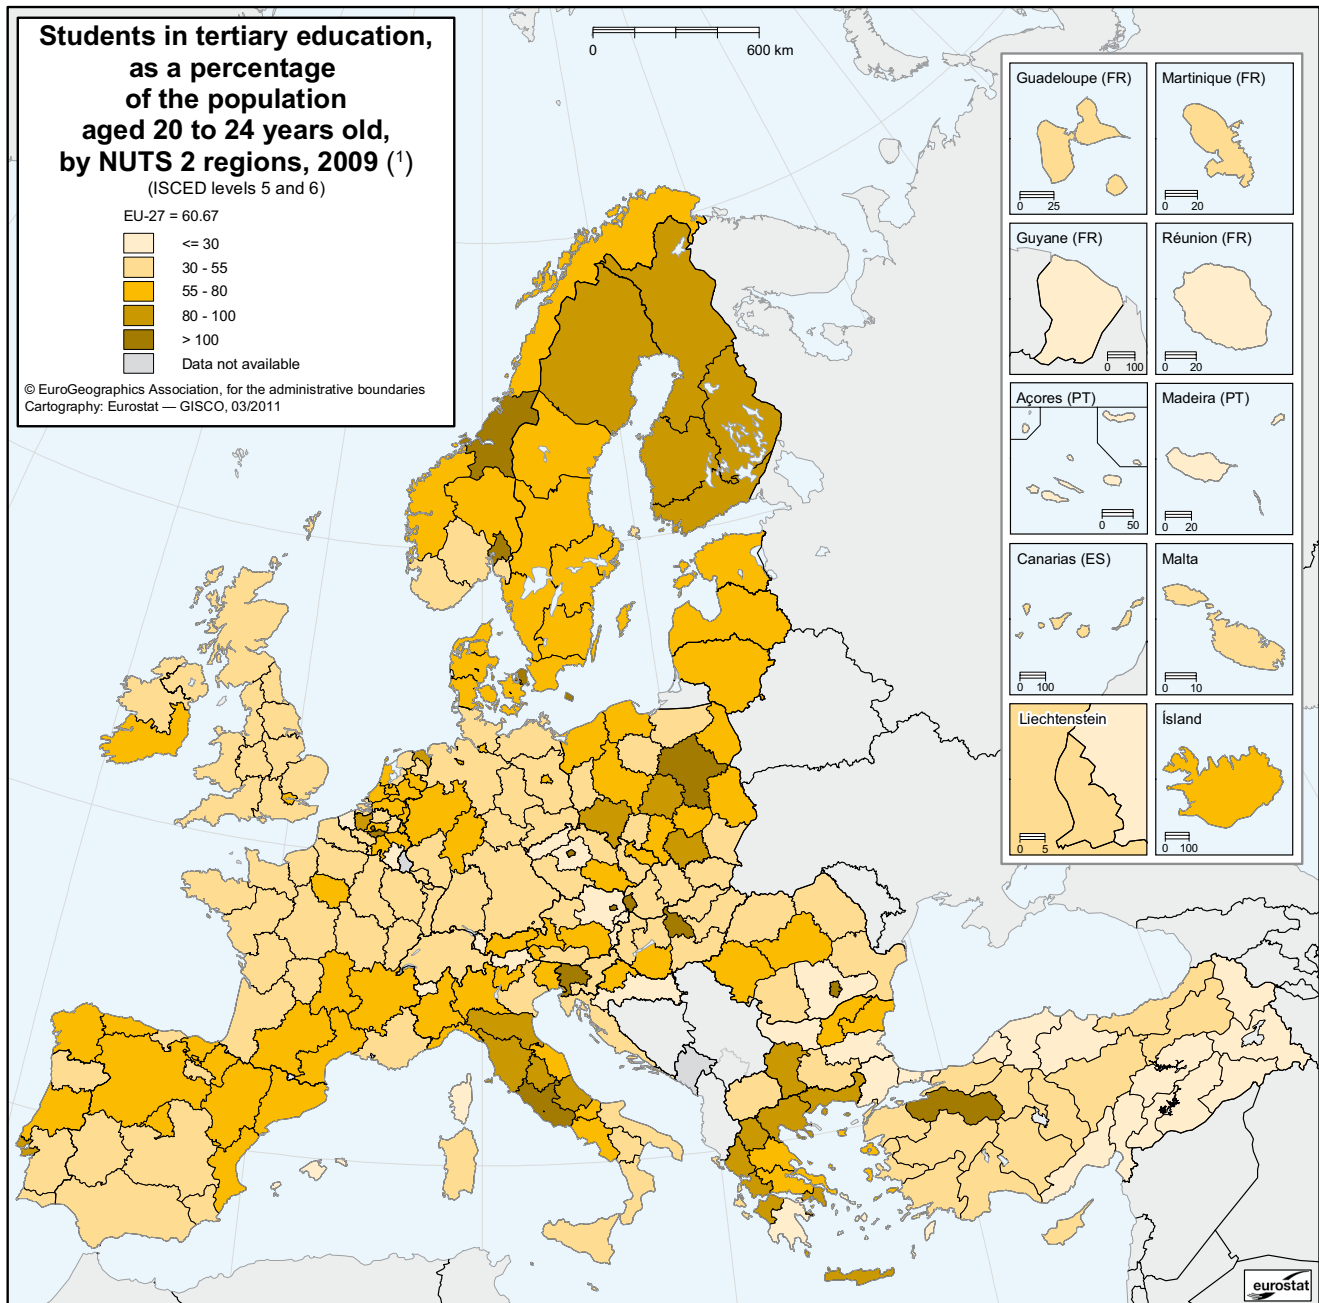 Students in tertiary education,
as a percentage
of the population
aged 20 to 24 years old,
by NUTS 2 regions, 2009 (¹)
(ISCED levels 5 and 6)
EU-27 = 60.67
<= 30
30 - 55
55 - 80
80 - 100
> 100
Data not available
© EuroGeographics Association, for the administrative boundaries
Cartography: Eurostat — GISCO, 03/2011
0 600 km
Guadeloupe (FR)
0 25
Martinique (FR)
0 20
Guyane (FR)
0 100
Réunion (FR)
0 20
Açores (PT)
0 50
Madeira (PT)
0 20
Canarias (ES)
0 100
Malta
0 10
Liechtenstein
0 5
Ísland
0 100
eurostat